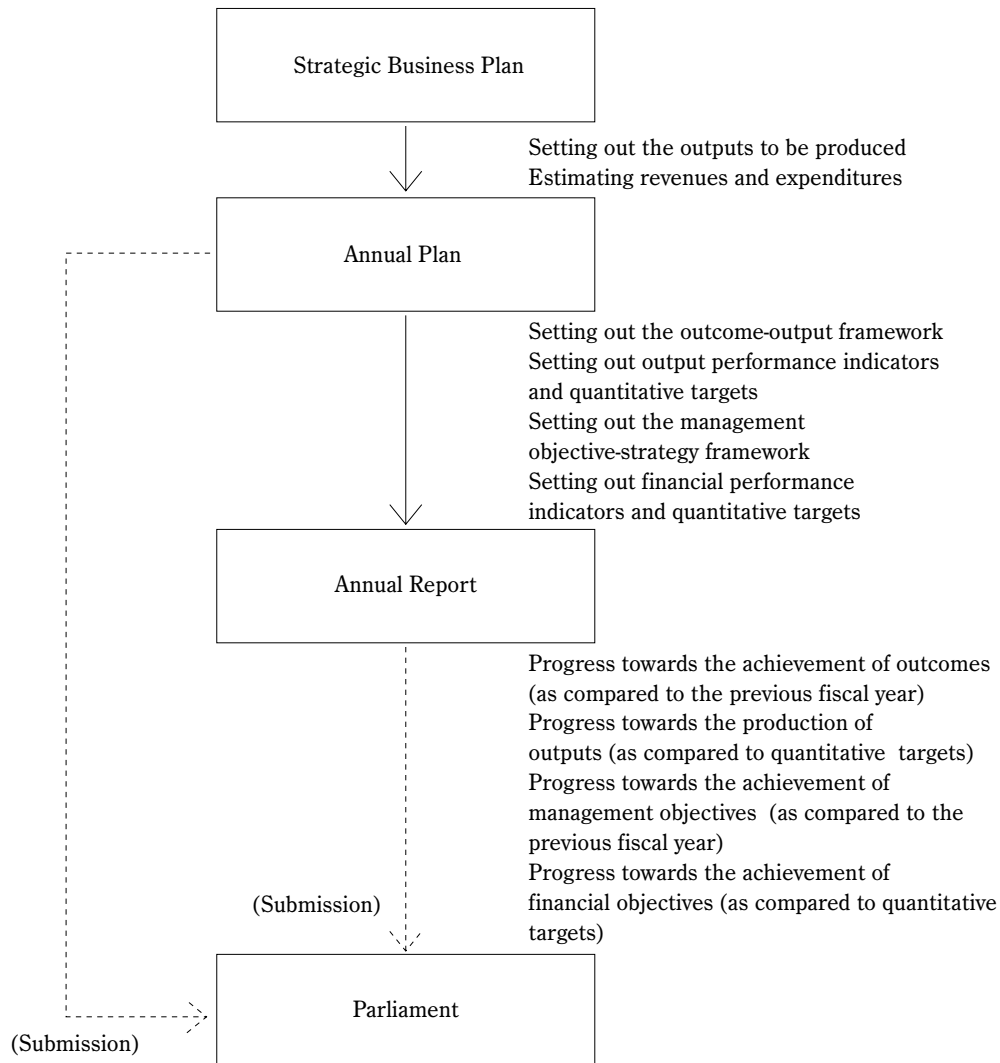 Strategic Business Plan
Setting out the outputs to be produced
Estimating revenues and expenditures
Annual Plan
Setting out the outcome-output framework
Setting out output performance indicators
and quantitative targets
Setting out the management
objective-strategy framework
Setting out financial performance
indicators and quantitative targets
Annual Report
Progress towards the achievement of outcomes
(as compared to the previous fiscal year)
Progress towards the production of
outputs (as compared to quantitative targets)
Progress towards the achievement of
management objectives (as compared to the
previous fiscal year)
Progress towards the achievement of
financial objectives (as compared to quantitative
targets)
(Submission)
Parliament
(Submission)